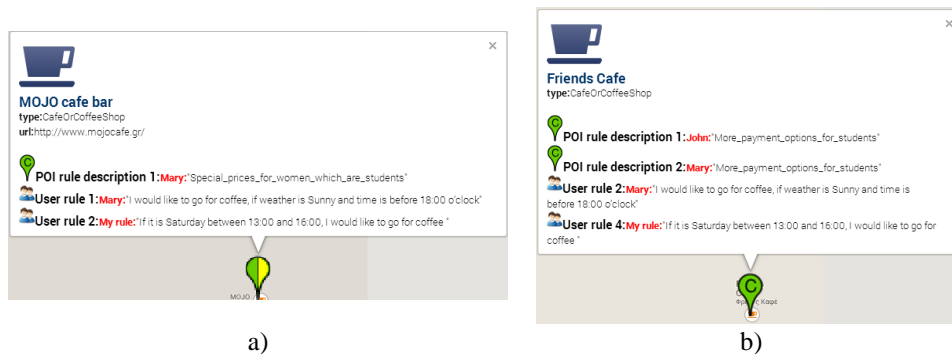 ×
MOJO cafe bar
type:CafeOrCoffeeShop
url:http://www.mojocafe.gr/
C
POI rule description 1:Mary:"Special_prices_for_women_which_are_students"
User rule 1:Mary:"I would like to go for coffee, if weather is Sunny and time is before 18:00 o'clock"
User rule 2:My rule:"If it is Saturday between 13:00 and 16:00, I would like to go for coffee "
MOJO
a)
×
Friends Cafe
type:CafeOrCoffeeShop
C
POI rule description 1:John:"More_payment_options_for_students"
C
POI rule description 2:Mary:"More_payment_options_for_students"
User rule 2:Mary:"I would like to go for coffee, if weather is Sunny and time is
before 18:00 o'clock"
User rule 4:My rule:"If it is Saturday between 13:00 and 16:00, I would like to go for
coffee "
C
Καφέ
b)